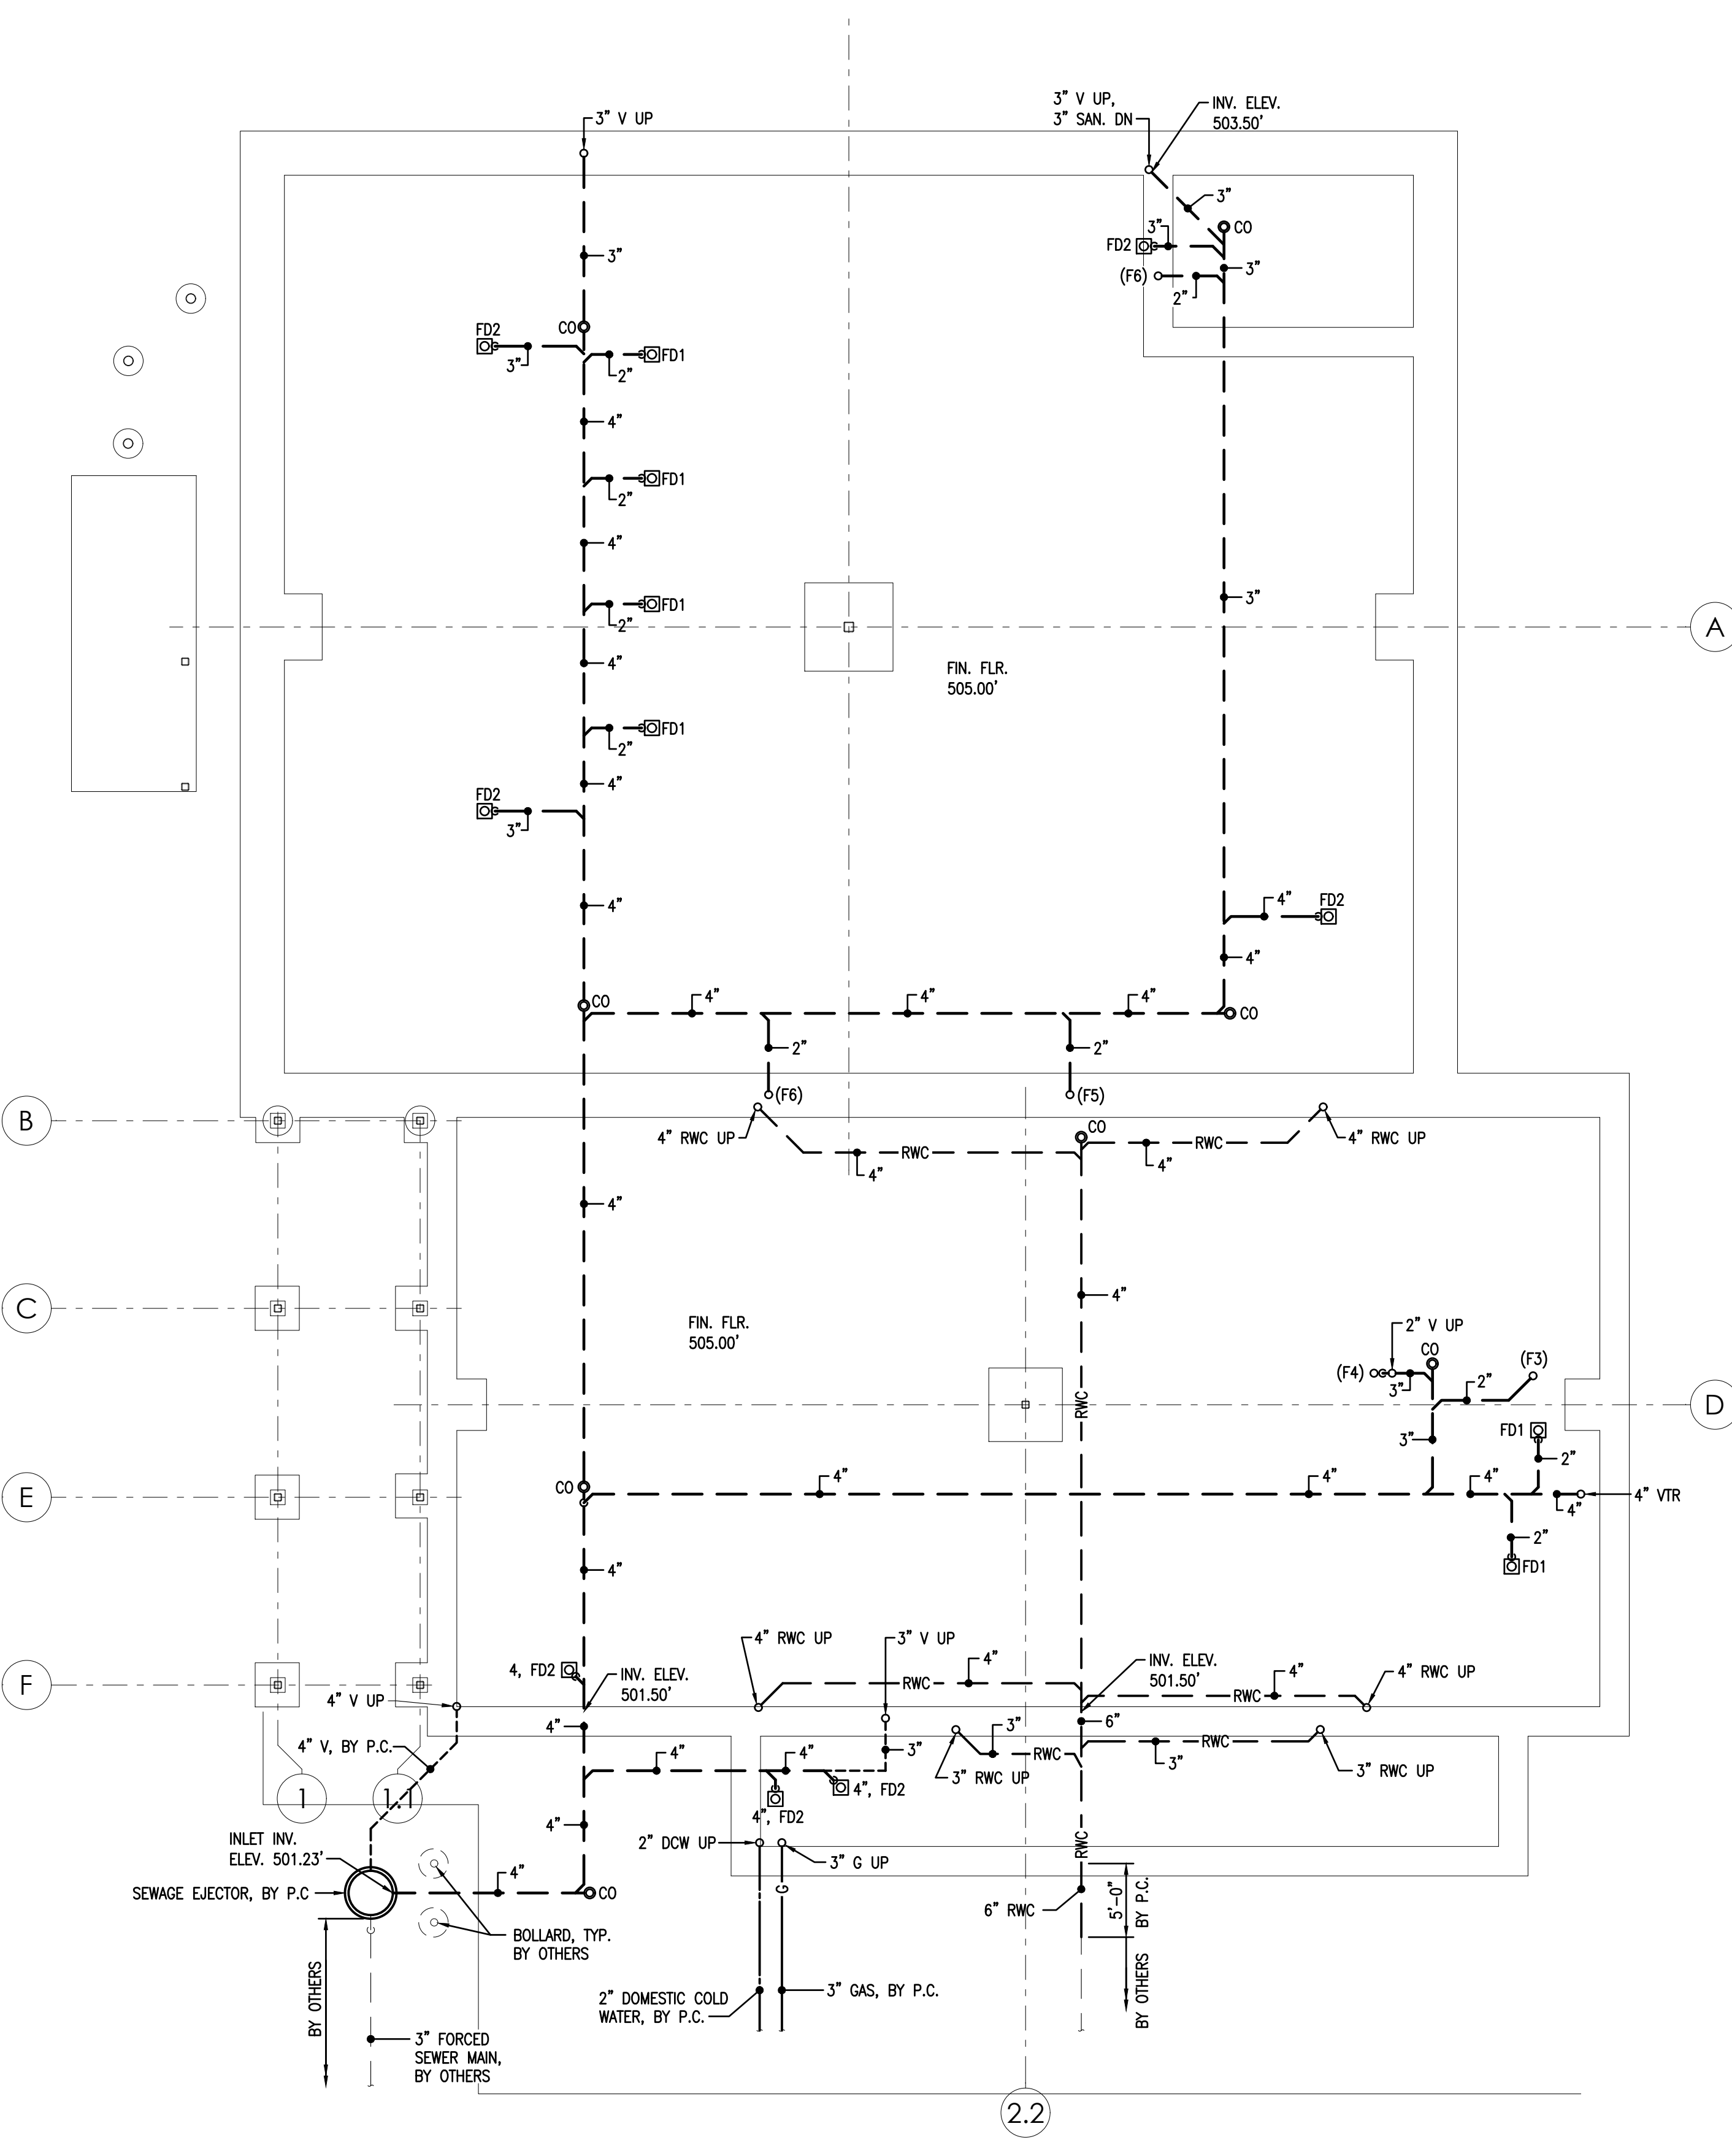 3" V UP
3" V UP,
3" SAN. DN
INV. ELEV.
503.50'
3"
3"
CO
FD2
3"
(F6)
2"
3"
CO
FD2
3"
FD1
2"
4"
FD1
2"
4"
FD1
2"
4"
A
3"
FIN. FLR.
505.00'
FD1
2"
4"
FD2
3"
4"
4"
FD2
4"
CO
4"
4"
4"
CO
2"
2"
(F6)
(F5)
B
4" RWC UP
RWC
4"
CO
RWC
4"
4" RWC UP
4"
C
4"
FIN. FLR.
505.00'
2" V UP
CO
(F4)
3"
(F3)
2"
RWC
D
3"
FD1
2"
E
CO
4"
4"
4"
4"
4" VTR
2"
FD1
4"
4" RWC UP
3" V UP
4, FD2
INV. ELEV.
501.50'
RWC
4"
INV. ELEV.
501.50'
4"
RWC
4" RWC UP
F
4" V UP
4"
6"
4" V, BY P.C.
4"
4"
3"
3"
RWC
RWC
3"
3" RWC UP
3" RWC UP
1
1.1
4", FD2
4", FD2
4"
INLET INV.
ELEV. 501.23'
2" DCW UP
3" G UP
RWC
SEWAGE EJECTOR, BY P.C
4"
CO
G
6" RWC
5'-0"
BY P.C.
BOLLARD, TYP.
BY OTHERS
BY OTHERS
2" DOMESTIC COLD
WATER, BY P.C.
3" GAS, BY P.C.
BY OTHERS
3" FORCED
SEWER MAIN,
BY OTHERS
2.2